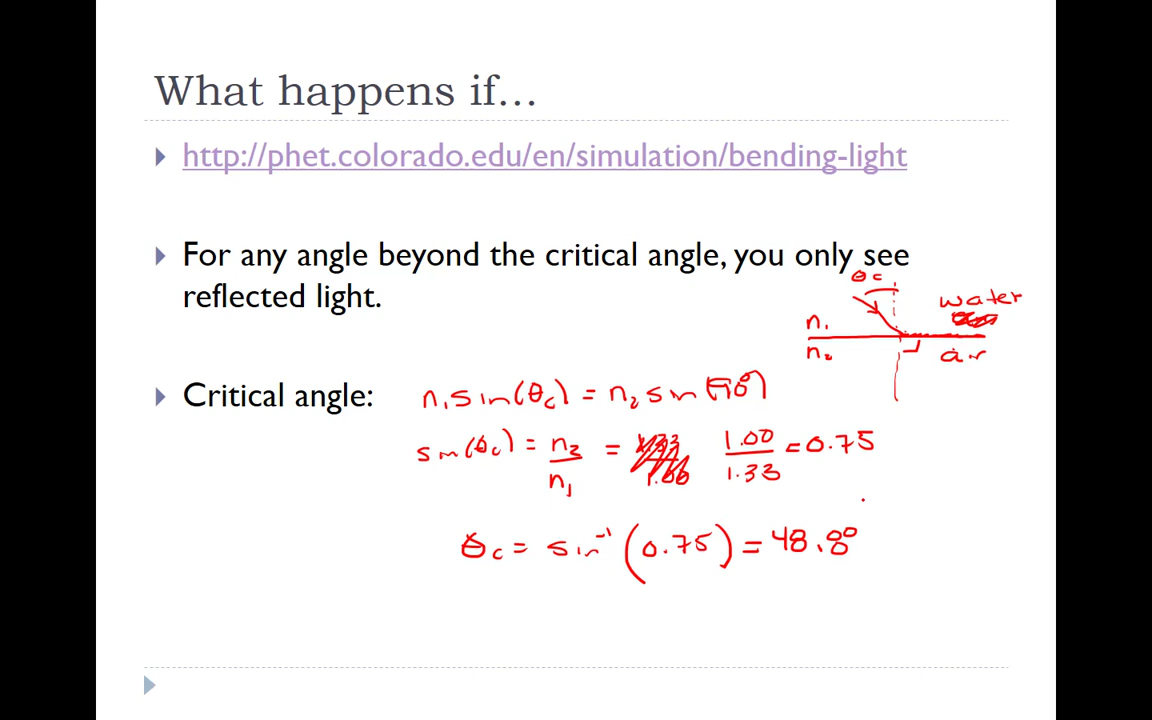 What happens if...
http://phet.colorado.edu/en/simulation/bending-light
For any angle beyond the critical angle, you only see
reflected light.
θc
water
n₁
n₂
air
Critical angle:
n₁ sin(θc) = n₂ sin(90°)
sin(θc) = n₂/n₁ = 1.00/1.33 = 0.75
θc = sin⁻¹(0.75) = 48.8°